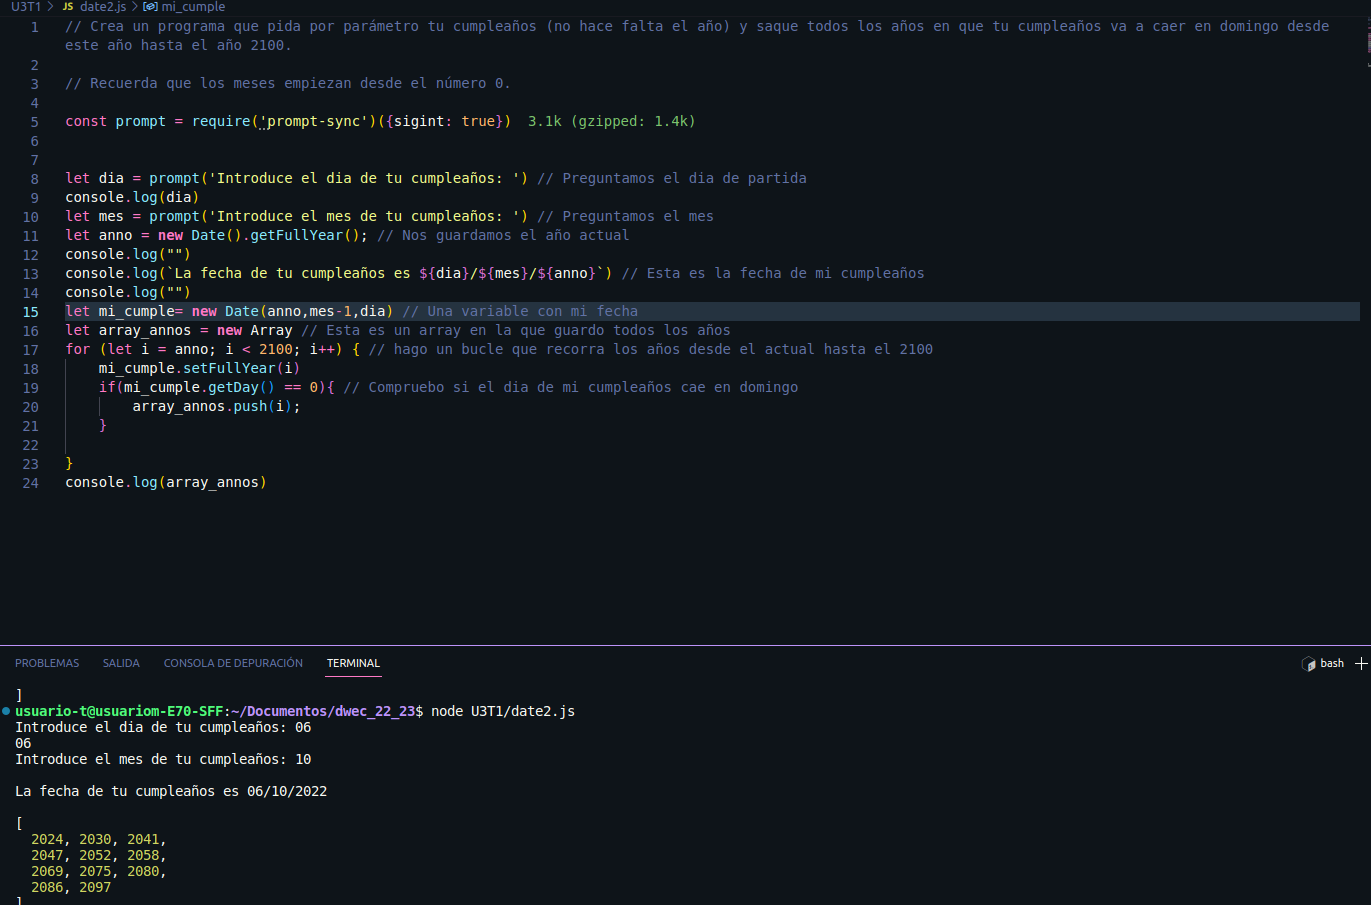 U3T1 > JS date2.js > mi_cumple
1 // Crea un programa que pida por parámetro tu cumpleaños (no hace falta el año) y saque todos los años en que tu cumpleaños va a caer en domingo desde
este año hasta el año 2100.
2
3 // Recuerda que los meses empiezan desde el número 0.
4
5 const prompt = require('prompt-sync')({sigint: true}) 3.1k (gzipped: 1.4k)
6
7
8 let dia = prompt('Introduce el dia de tu cumpleaños: ') // Preguntamos el dia de partida
9 console.log(dia)
10 let mes = prompt('Introduce el mes de tu cumpleaños: ') // Preguntamos el mes
11 let anno = new Date().getFullYear(); // Nos guardamos el año actual
12 console.log("")
13 console.log(`La fecha de tu cumpleaños es ${dia}/${mes}/${anno}`) // Esta es la fecha de mi cumpleaños
14 console.log("")
15 let mi_cumple= new Date(anno,mes-1,dia) // Una variable con mi fecha
16 let array_annos = new Array // Esta es un array en la que guardo todos los años
17 for (let i = anno; i < 2100; i++) { // hago un bucle que recorra los años desde el actual hasta el 2100
18 mi_cumple.setFullYear(i)
19 if(mi_cumple.getDay() == 0){ // Compruebo si el dia de mi cumpleaños cae en domingo
20 array_annos.push(i);
21 }
22
23 }
24 console.log(array_annos)
PROBLEMAS SALIDA CONSOLA DE DEPURACIÓN TERMINAL bash +
]
usuario-t@usuariom-E70-SFF:~/Documentos/dwec_22_23$ node U3T1/date2.js
Introduce el dia de tu cumpleaños: 06
06
Introduce el mes de tu cumpleaños: 10
La fecha de tu cumpleaños es 06/10/2022
[
2024, 2030, 2041,
2047, 2052, 2058,
2069, 2075, 2080,
2086, 2097
]